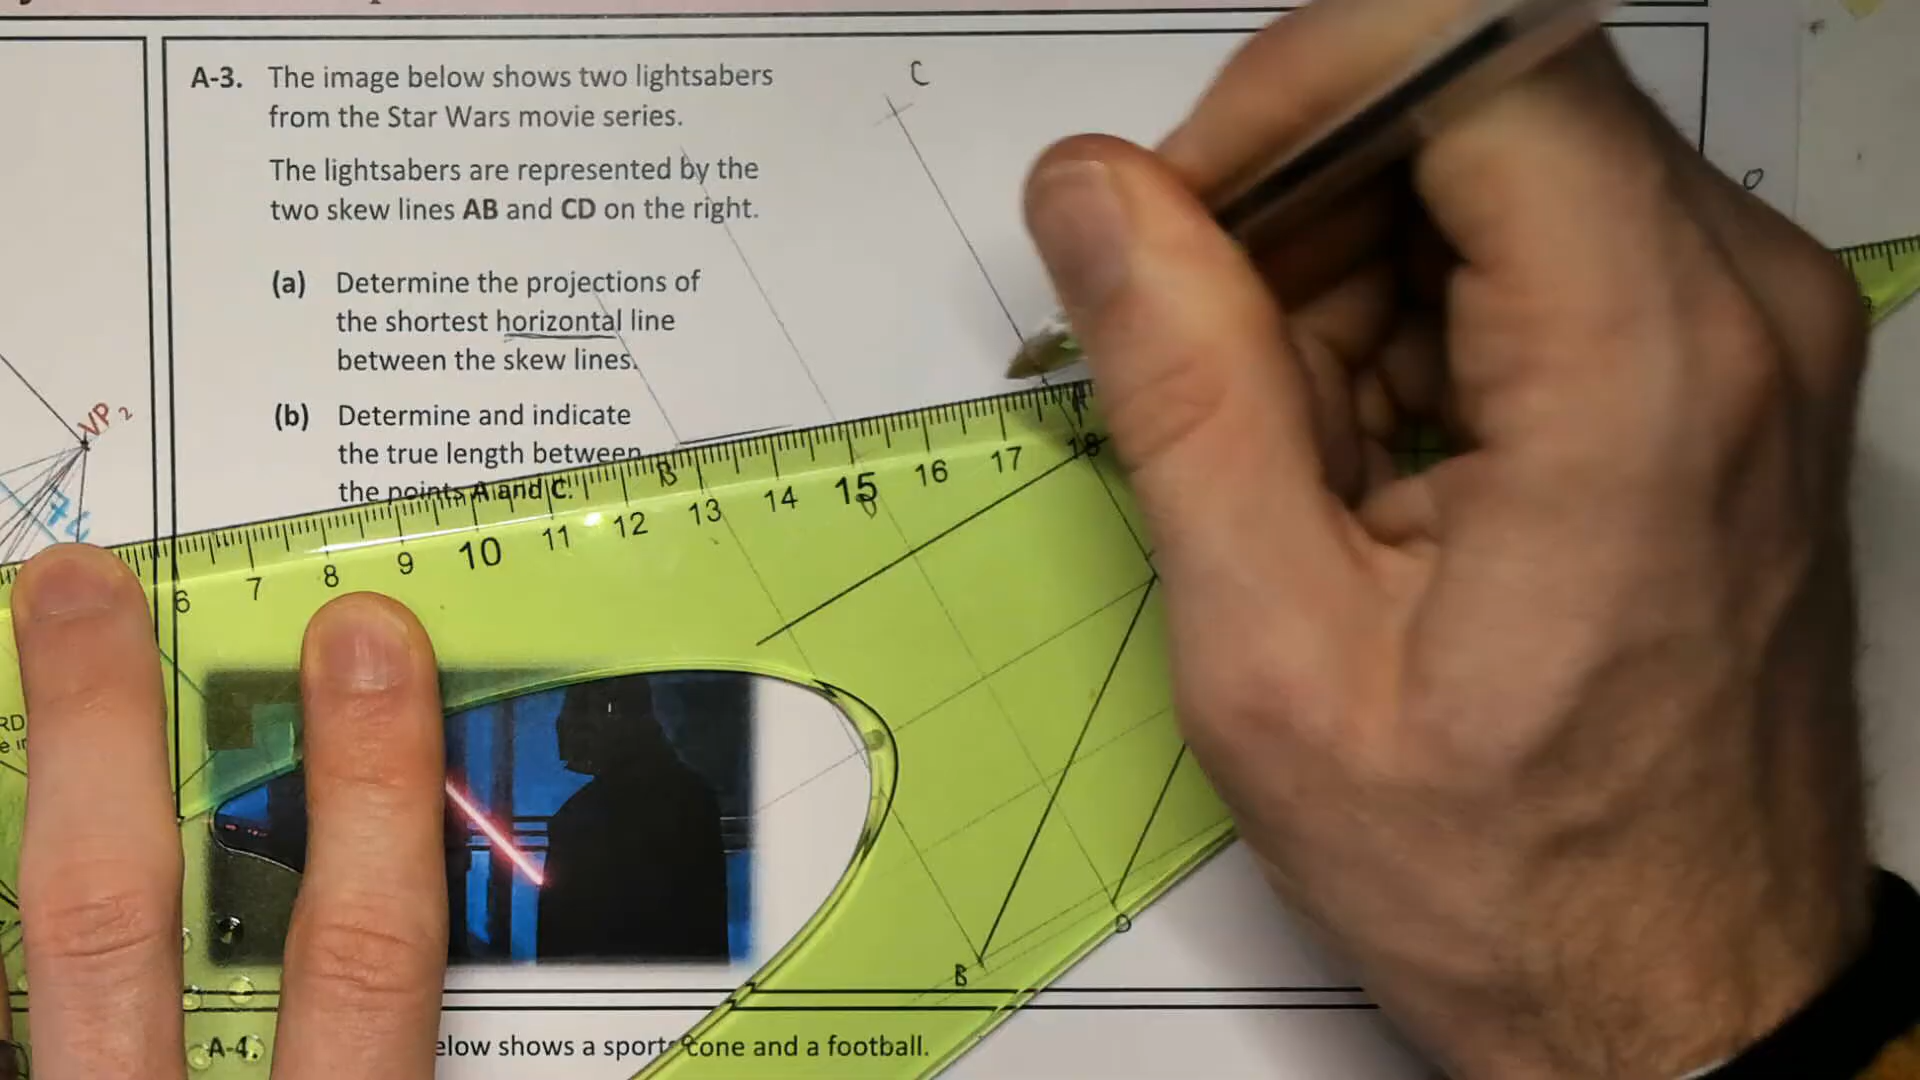 A-3. The image below shows two lightsabers
from the Star Wars movie series.
The lightsabers are represented by the
two skew lines AB and CD on the right.
(a) Determine the projections of
the shortest horizontal line
between the skew lines.
(b) Determine and indicate
the true length between
the points A and C.
C
VP2
B
D
A
6 7 8 9 10 11 12 13 14 15 16 17 18
B
D
A-4.
elow shows a sports cone and a football.